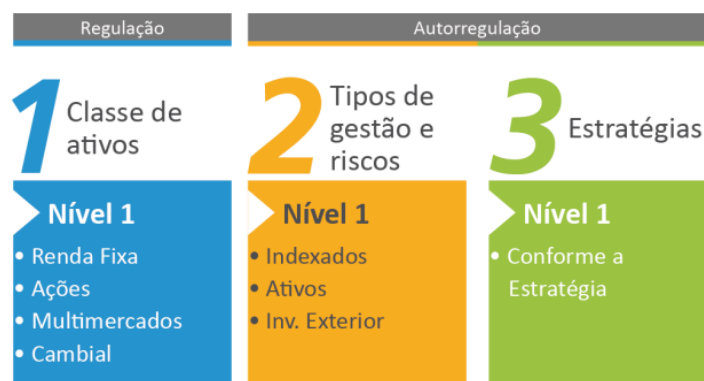 Regulação
Autorregulação
1
Classe de
ativos
2
Tipos de
gestão e
riscos
3
Estratégias
Nível 1
• Renda Fixa
• Ações
• Multimercados
• Cambial
Nível 1
• Indexados
• Ativos
• Inv. Exterior
Nível 1
• Conforme a
Estratégia